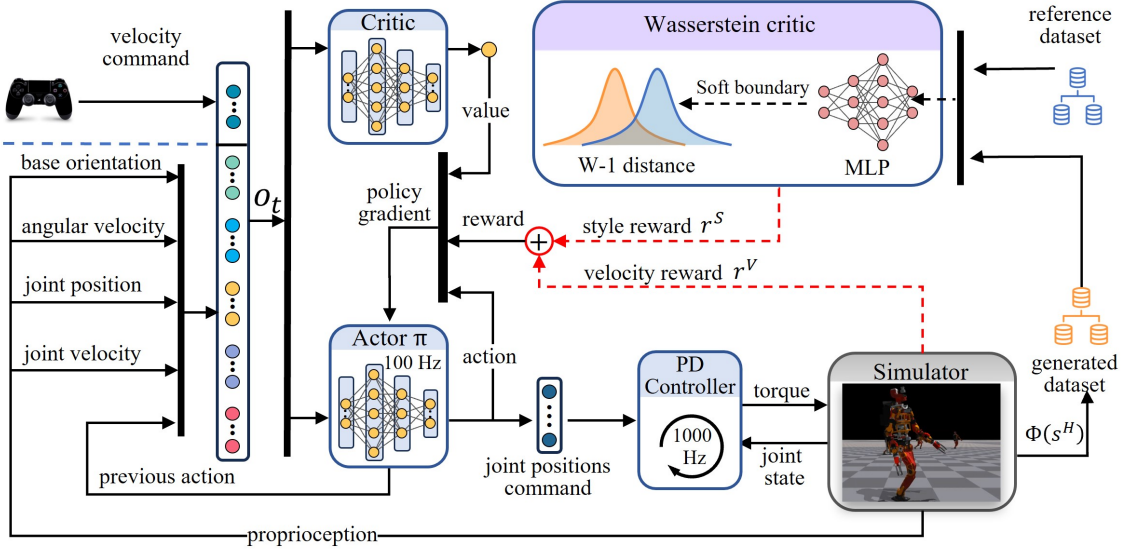 velocity
command
Critic
value
Wasserstein critic
Soft boundary
W-1 distance
MLP
reference
dataset
base orientation
angular velocity
joint position
joint velocity
previous action
proprioception
O_t
policy
gradient
reward
style reward r^S
velocity reward r^V
Actor π
100 Hz
action
joint positions
command
PD
Controller
1000
Hz
torque
joint
state
Simulator
generated
dataset
Φ(s^H)